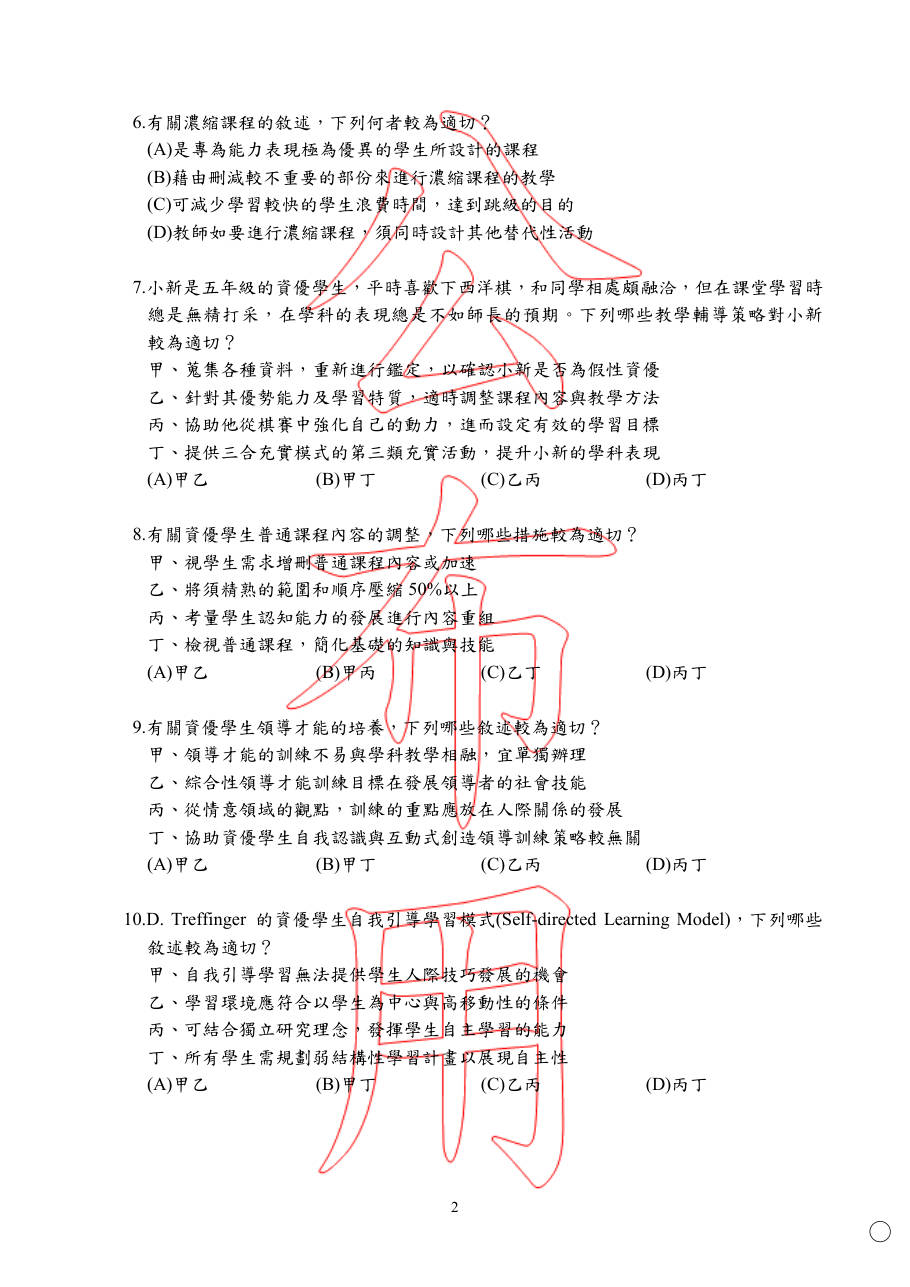 6.有關濃縮課程的敘述，下列何者較為適切？
(A)是專為能力表現極為優異的學生所設計的課程
(B)藉由刪減較不重要的部份來進行濃縮課程的教學
(C)可減少學習較快的學生浪費時間，達到跳級的目的
(D)教師如要進行濃縮課程，須同時設計其他替代性活動
7.小新是五年級的資優學生，平時喜歡下西洋棋，和同學相處頗融洽，但在課堂學習時
總是無精打采，在學科的表現總是不如師長的預期。下列哪些教學輔導策略對小新
較為適切？
甲、蒐集各種資料，重新進行鑑定，以確認小新是否為假性資優
乙、針對其優勢能力及學習特質，適時調整課程內容與教學方法
丙、協助他從棋賽中強化自己的動力，進而設定有效的學習目標
丁、提供三合充實模式的第三類充實活動，提升小新的學科表現
(A)甲乙 (B)甲丁 (C)乙丙 (D)丙丁
8.有關資優學生普通課程內容的調整，下列哪些措施較為適切？
甲、視學生需求增刪普通課程內容或加速
乙、將須精熟的範圍和順序壓縮 50%以上
丙、考量學生認知能力的發展進行內容重組
丁、檢視普通課程，簡化基礎的知識與技能
(A)甲乙 (B)甲丙 (C)乙丁 (D)丙丁
9.有關資優學生領導才能的培養，下列哪些敘述較為適切？
甲、領導才能的訓練不易與學科教學相融，宜單獨辦理
乙、綜合性領導才能訓練目標在發展領導者的社會技能
丙、從情意領域的觀點，訓練的重點應放在人際關係的發展
丁、協助資優學生自我認識與互動式創造領導訓練策略較無關
(A)甲乙 (B)甲丁 (C)乙丙 (D)丙丁
10.D. Treffinger 的資優學生自我引導學習模式(Self-directed Learning Model)，下列哪些
敘述較為適切？
甲、自我引導學習無法提供學生人際技巧發展的機會
乙、學習環境應符合以學生為中心與高移動性的條件
丙、可結合獨立研究理念，發揮學生自主學習的能力
丁、所有學生需規劃弱結構性學習計畫以展現自主性
(A)甲乙 (B)甲丁 (C)乙丙 (D)丙丁
公布用
2